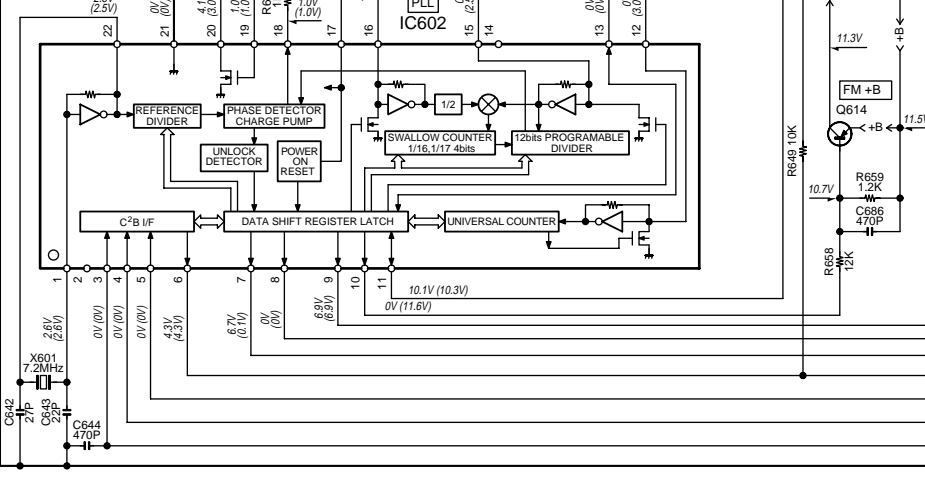 (2.5V)
0V
(0V)
4.1
(3.0
1.0
(1.0
1.0V
(1.0V)
PLL
IC602
(2.5
0V
(0V)
(3.0
22
21
20
19
18
17
16
15
14
13
12
+B
11.3V
FM +B
Q614
+B
11.5V
1/2
REFERENCE
DIVIDER
PHASE DETECTOR
CHARGE PUMP
SWALLOW COUNTER
1/16,1/17 4bits
12bits PROGRAMABLE
DIVIDER
UNLOCK
DETECTOR
POWER
ON
RESET
R649 10K
10.7V
R659
1.2K
C686
470P
R658
12K
C²B I/F
DATA SHIFT REGISTER LATCH
UNIVERSAL COUNTER
1
2
3
4
5
6
7
8
9
10
11
10.1V (10.3V)
0V (11.6V)
2.6V
(2.6V)
0V (0V)
0V (0V)
0V (0V)
4.3V
(4.3V)
6.7V
(0.1V)
0V
(0V)
6.9V
(6.9V)
X601
7.2MHz
C642
27P
C643
22P
C644
470P